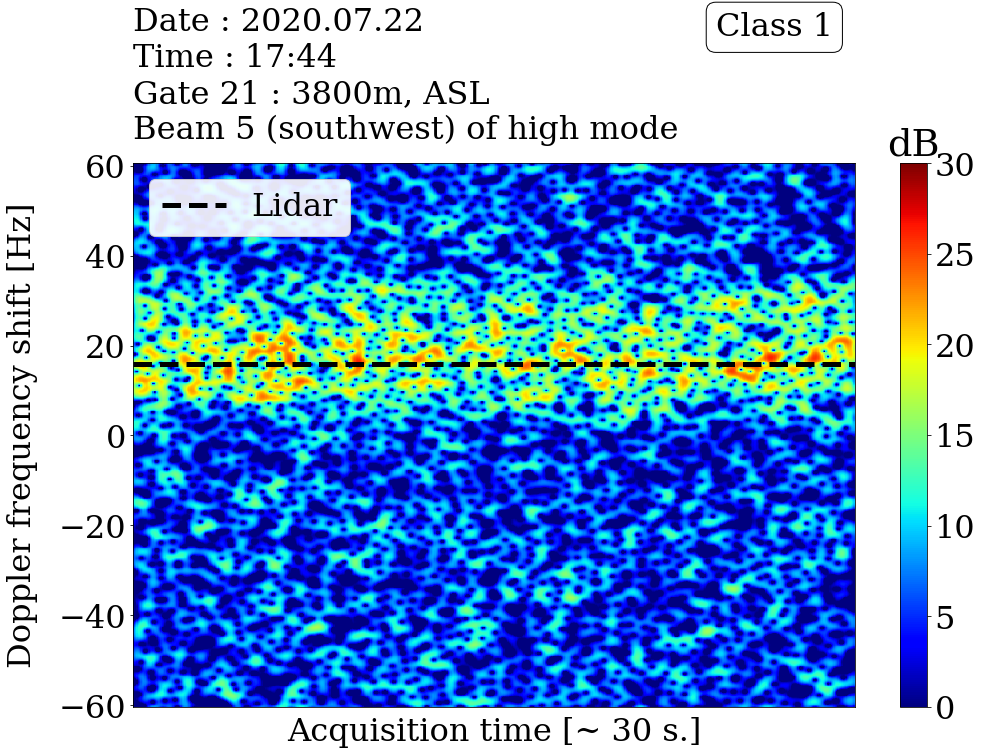 Date : 2020.07.22
Time : 17:44
Gate 21 : 3800m, ASL
Beam 5 (southwest) of high mode
Class 1
dB
Lidar
Doppler frequency shift [Hz]
60
40
20
0
−20
−40
−60
30
25
20
15
10
5
0
Acquisition time [~ 30 s.]